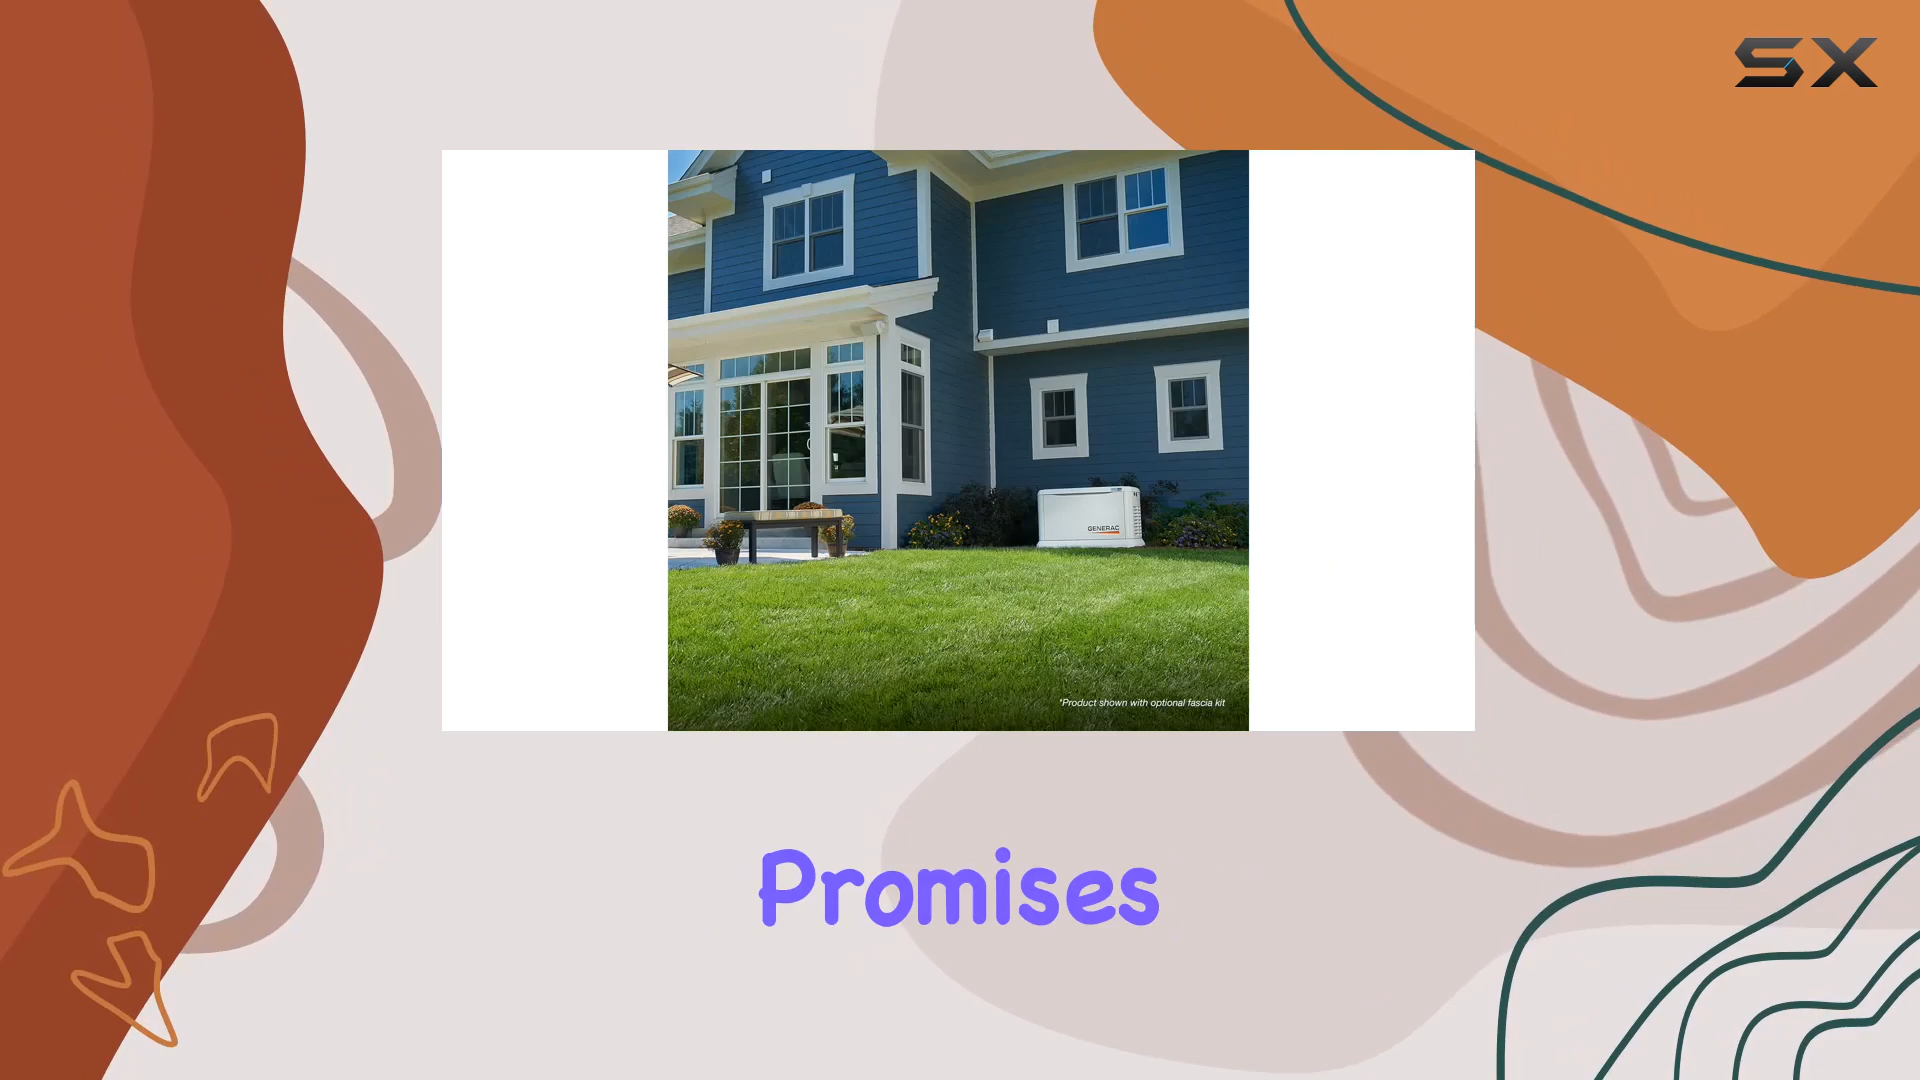 SX
GENERAC
*Product shown with optional fascia kit
Promises